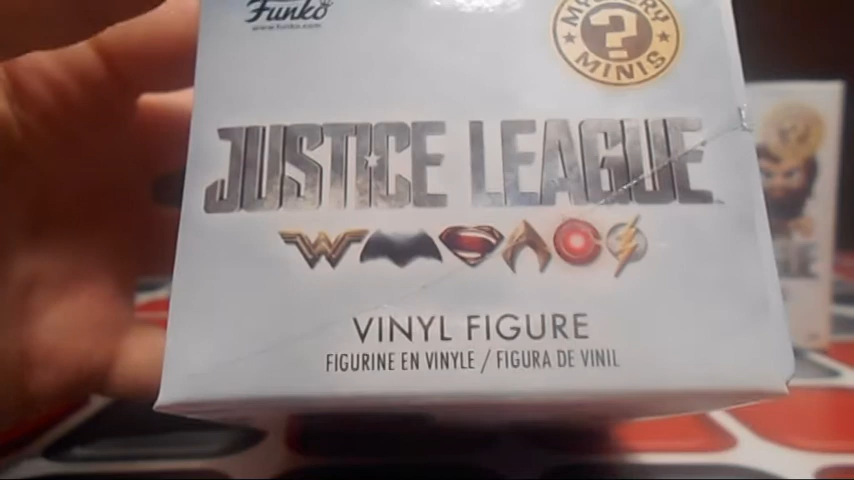 Funko
www.funko.com
MYSTERY
?
MINIS
JUSTICE LEAGUE
VINYL FIGURE
FIGURINE EN VINYLE / FIGURA DE VINIL